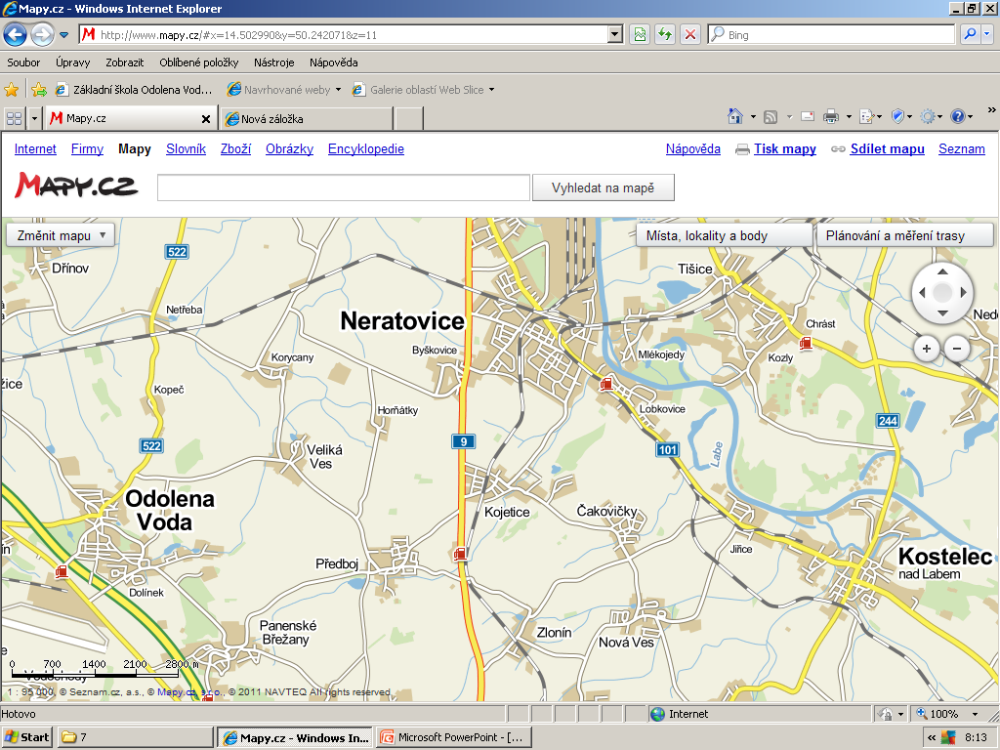 Mapy.cz - Windows Internet Explorer
http://www.mapy.cz/#x=14.502990&y=50.242071&z=11
Bing
Soubor Úpravy Zobrazit Oblíbené položky Nástroje Nápověda
Základní škola Odolena Vod... Navrhované weby Galerie oblastí Web Slice
Mapy.cz Nová záložka
Internet Firmy Mapy Slovník Zboží Obrázky Encyklopedie Nápověda Tisk mapy Sdílet mapu Seznam
MAPY.CZ Vyhledat na mapě
Změnit mapu Místa, lokality a body Plánování a měření trasy
522
Dřínov
Tišice
Netřeba
Neratovice
Chrást
Byškovice
Mlékojedy
Korycany
Kozly
Kopeč
Horňátky
Lobkovice
244
522
9
101
Labe
Veliká
Ves
Odolena
Voda
Kojetice
Čakovičky
Jiřice
Předboj
Kostelec
nad Labem
Dolínek
Panenské
Břežany
Zlonín
Nová Ves
0 700 1400 2100 2800 m
1 : 95 000, © Seznam.cz, a.s., © Mapy.cz, s.r.o., © 2011 NAVTEQ All rights reserved
Hotovo Internet 100%
Start 7 Mapy.cz - Windows In... Microsoft PowerPoint - [... 8:13